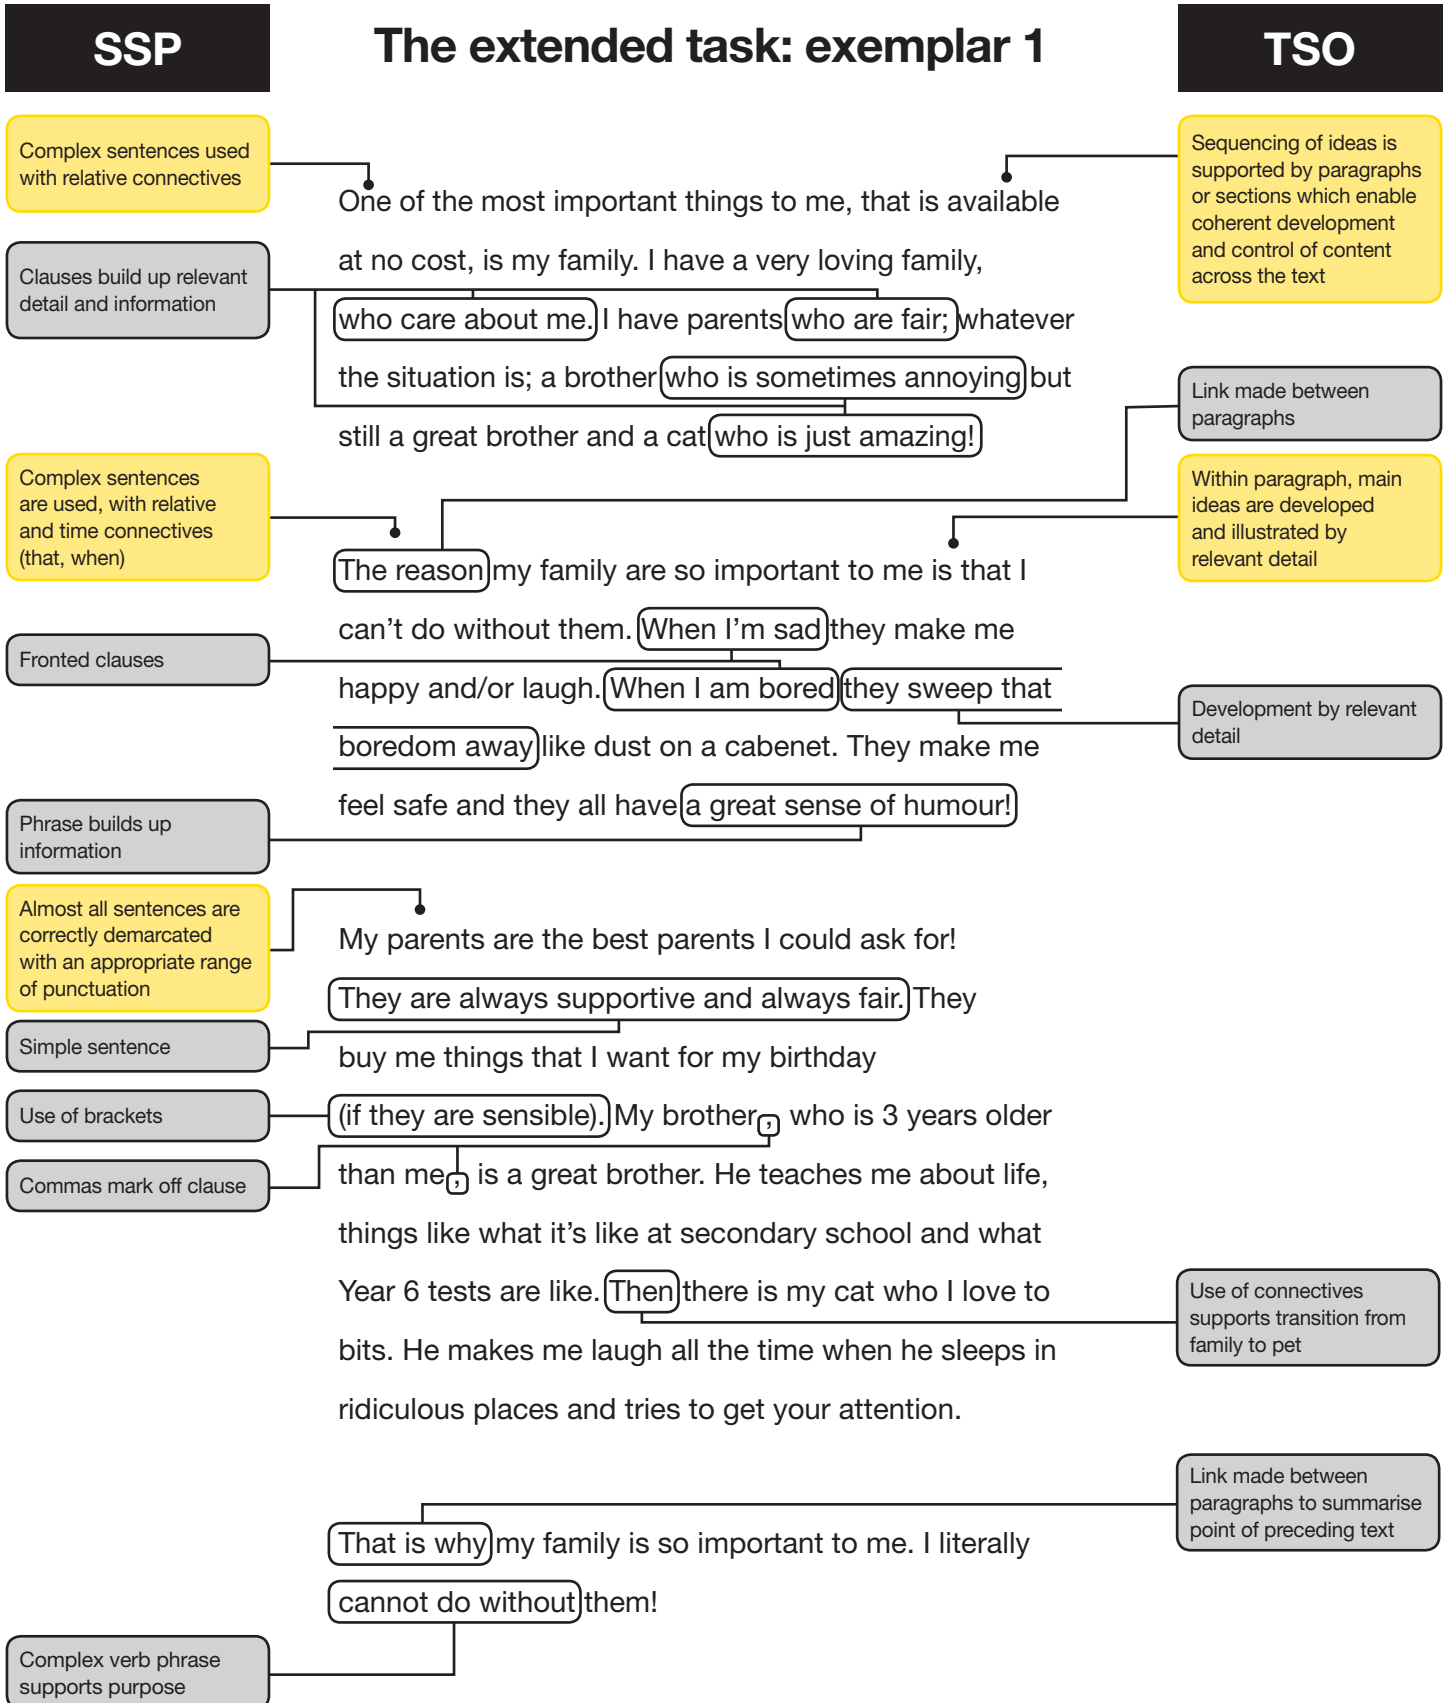 SSP
The extended task: exemplar 1
TSO
Complex sentences used
with relative connectives
Clauses build up relevant
detail and information
Complex sentences
are used, with relative
and time connectives
(that, when)
Fronted clauses
Phrase builds up
information
Almost all sentences are
correctly demarcated
with an appropriate range
of punctuation
Simple sentence
Use of brackets
Commas mark off clause
Complex verb phrase
supports purpose
One of the most important things to me, that is available
at no cost, is my family. I have a very loving family,
who care about me. I have parents who are fair; whatever
the situation is; a brother who is sometimes annoying but
still a great brother and a cat who is just amazing!
The reason my family are so important to me is that I
can't do without them. When I'm sad they make me
happy and/or laugh. When I am bored they sweep that
boredom away like dust on a cabenet. They make me
feel safe and they all have a great sense of humour!
My parents are the best parents I could ask for!
They are always supportive and always fair. They
buy me things that I want for my birthday
(if they are sensible). My brother, who is 3 years older
than me, is a great brother. He teaches me about life,
things like what it's like at secondary school and what
Year 6 tests are like. Then there is my cat who I love to
bits. He makes me laugh all the time when he sleeps in
ridiculous places and tries to get your attention.
That is why my family is so important to me. I literally
cannot do without them!
Sequencing of ideas is
supported by paragraphs
or sections which enable
coherent development
and control of content
across the text
Link made between
paragraphs
Within paragraph, main
ideas are developed
and illustrated by
relevant detail
Development by relevant
detail
Use of connectives
supports transition from
family to pet
Link made between
paragraphs to summarise
point of preceding text